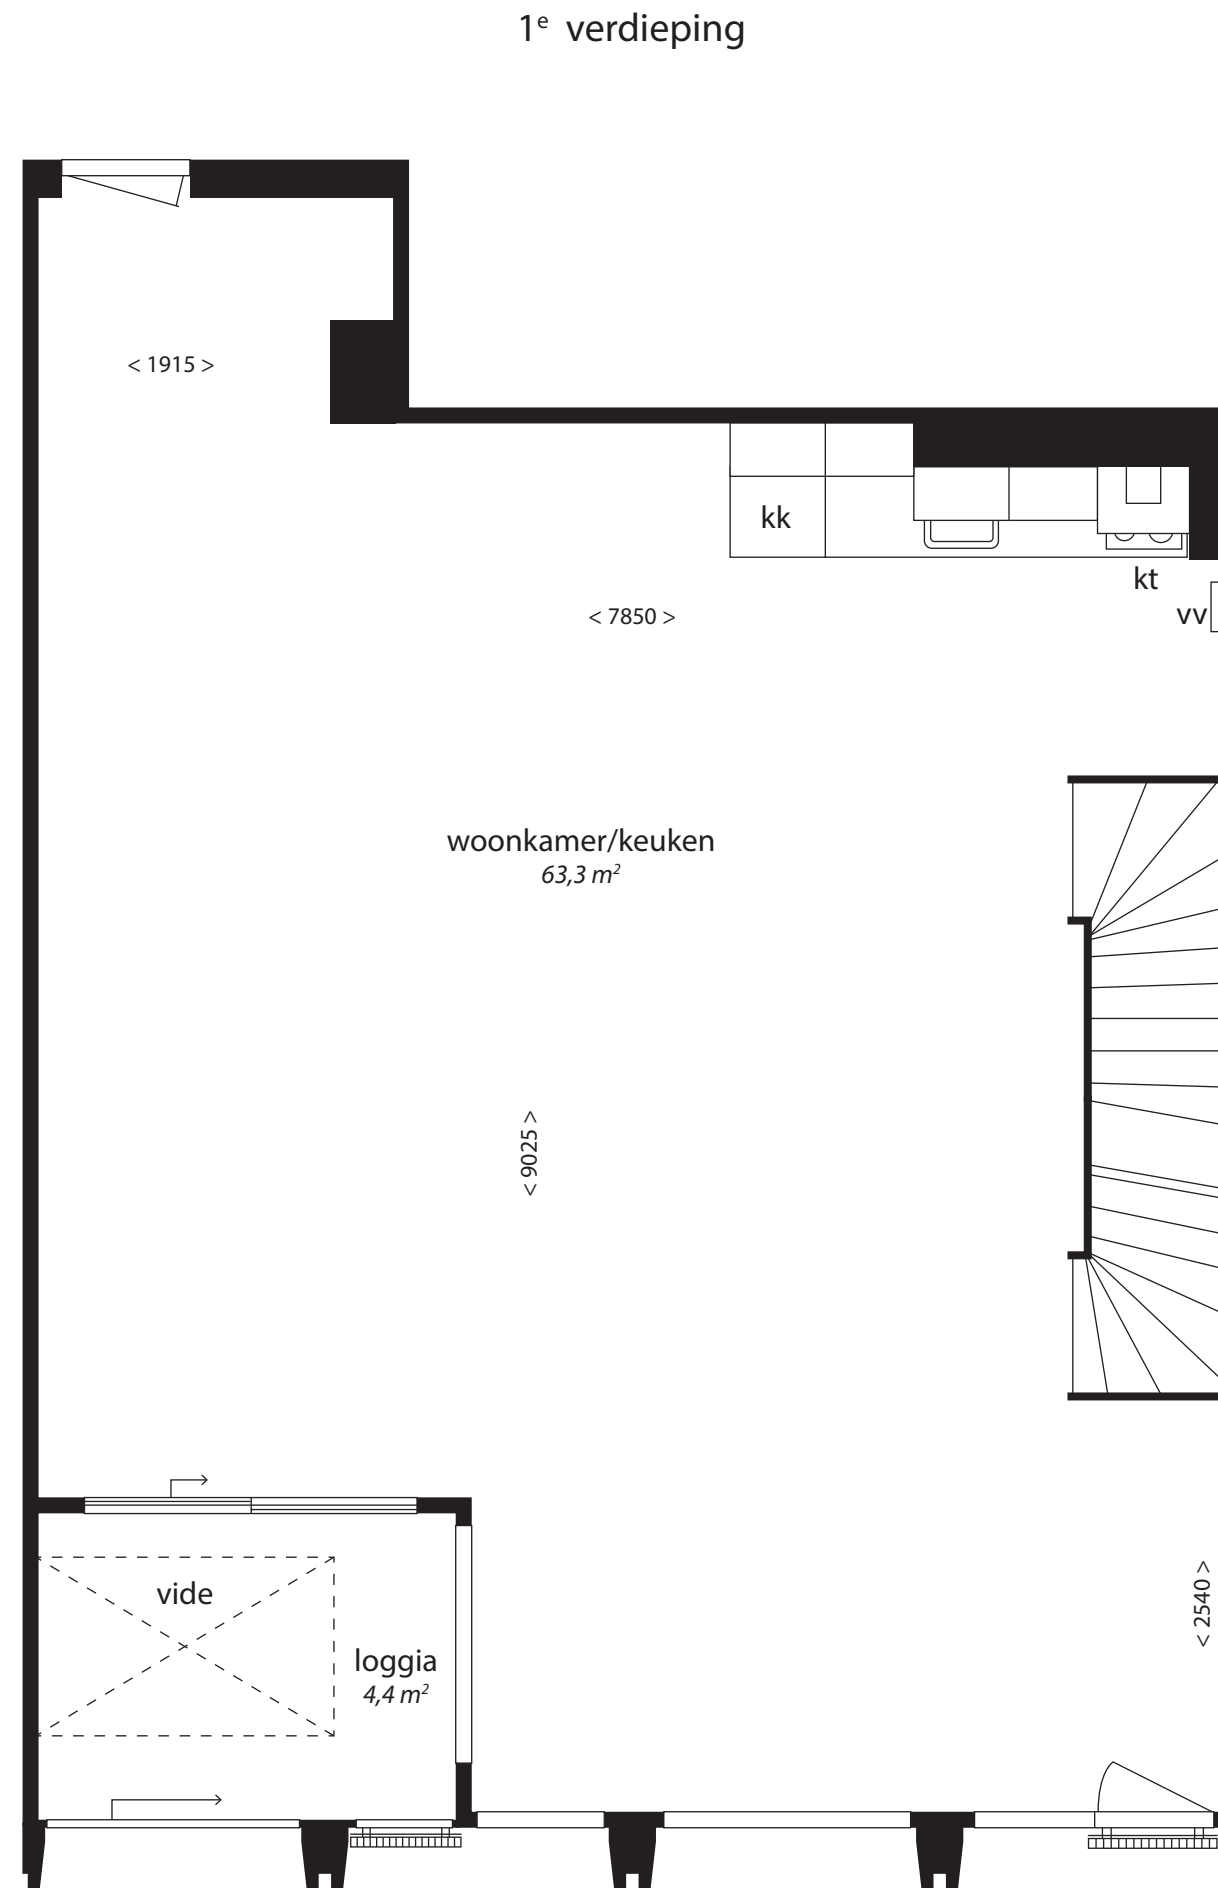 1e verdieping
< 1915 >
kk
kt
vv
< 7850 >
woonkamer/keuken
63,3 m²
< 9025 >
< 2540 >
vide
loggia
4,4 m²